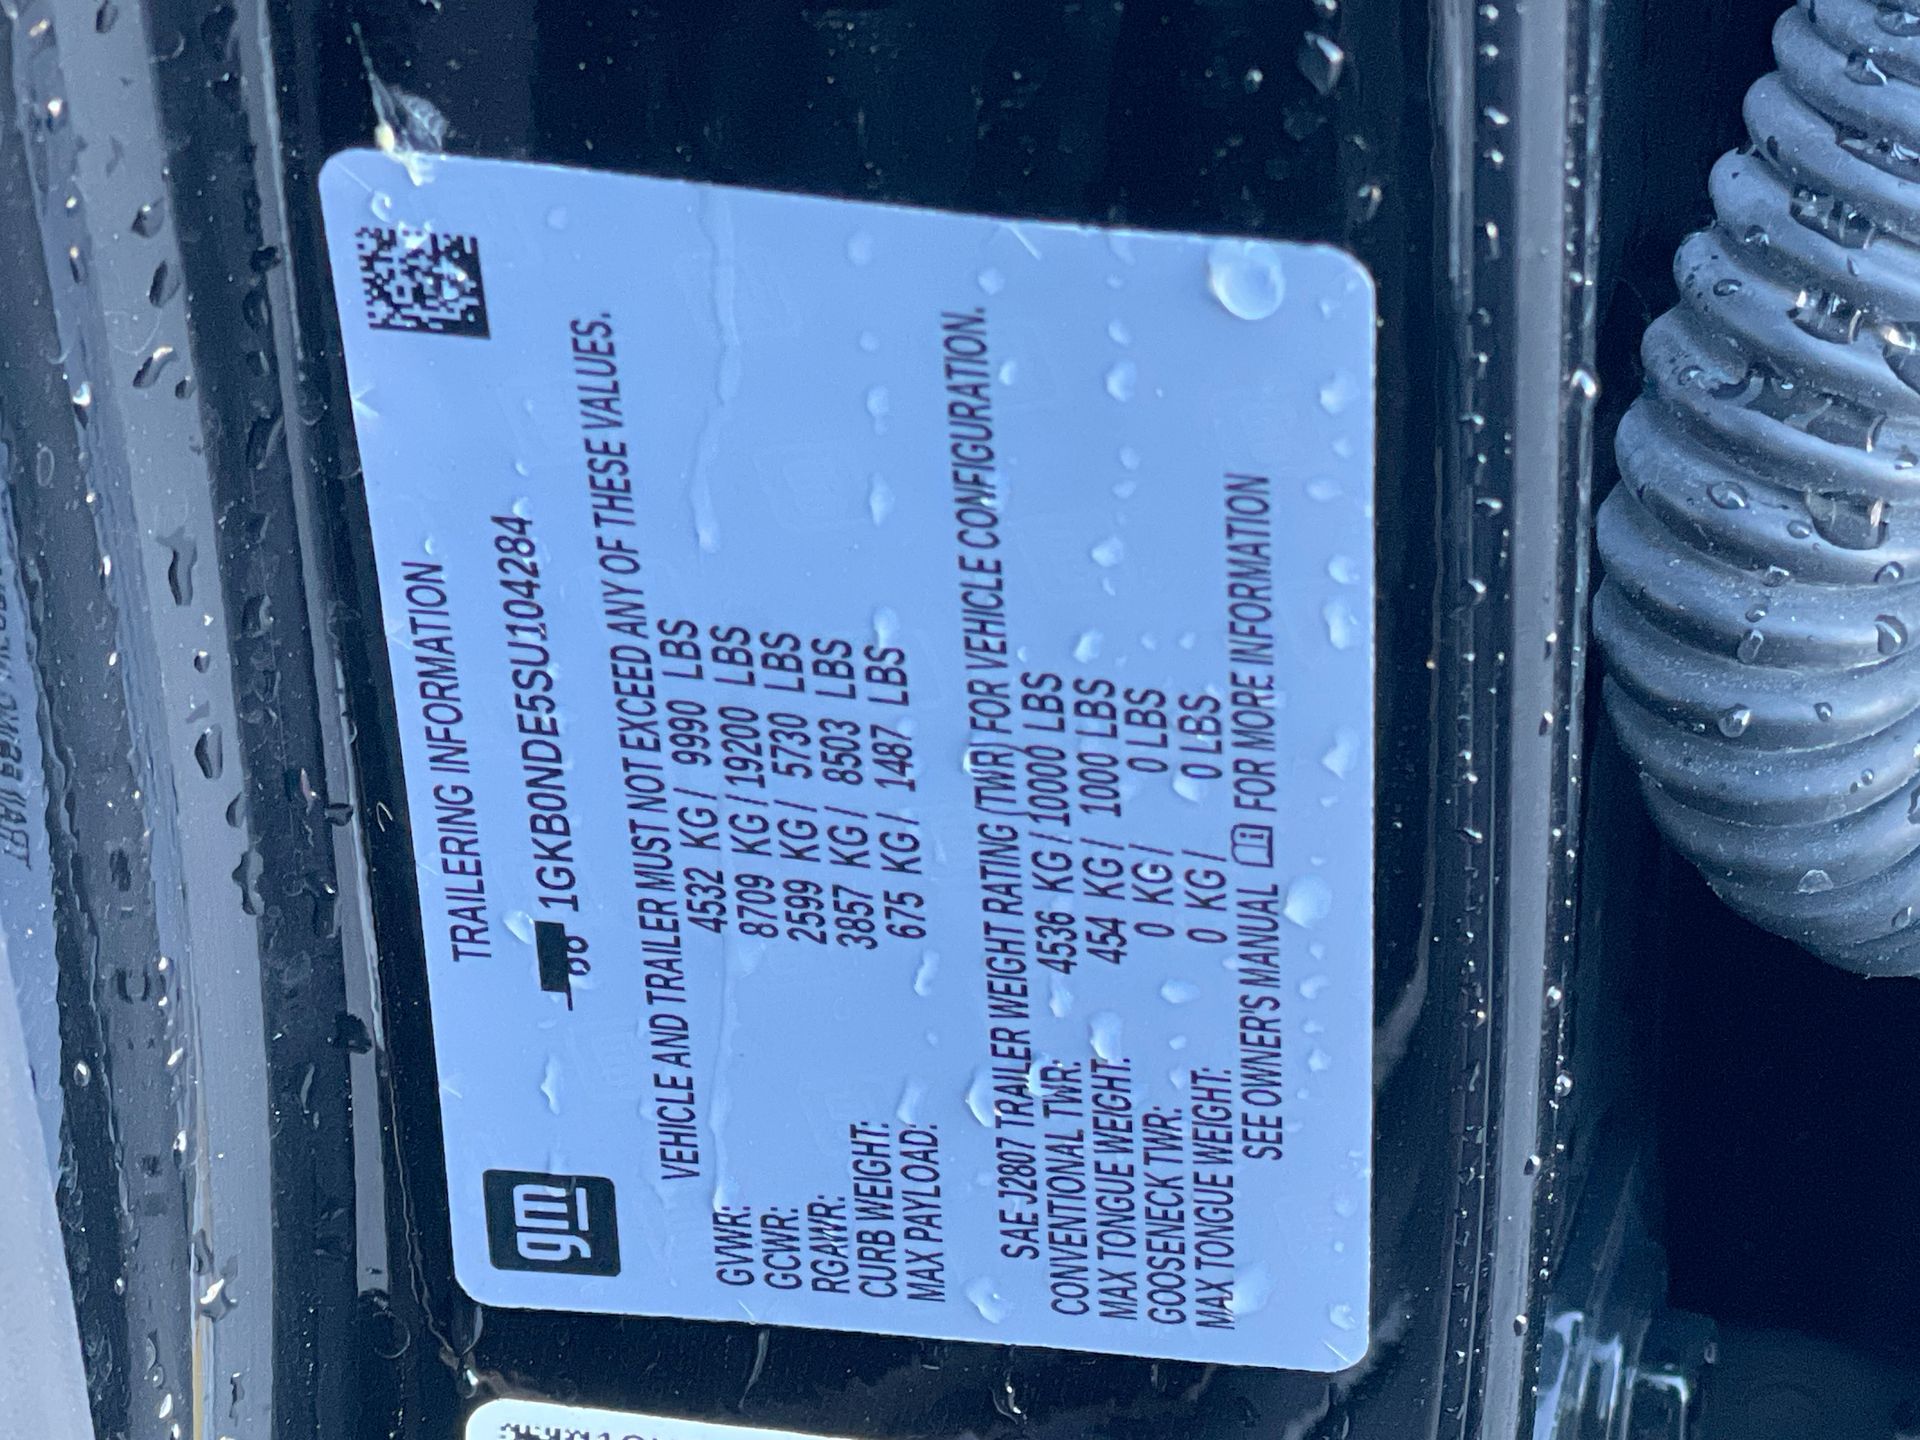 gm
TRAILERING INFORMATION
1GKB0NDE5SU104284
VEHICLE AND TRAILER MUST NOT EXCEED ANY OF THESE VALUES.
GVWR: 4532 KG / 9990 LBS
GCWR: 8709 KG / 19200 LBS
RGAWR: 2599 KG / 5730 LBS
CURB WEIGHT: 3857 KG / 8503 LBS
MAX PAYLOAD: 675 KG / 1487 LBS
SAE J2807 TRAILER WEIGHT RATING (TWR) FOR VEHICLE CONFIGURATION.
CONVENTIONAL TWR: 4536 KG / 10000 LBS
MAX TONGUE WEIGHT: 454 KG / 1000 LBS
GOOSENECK TWR: 0 KG / 0 LBS
MAX TONGUE WEIGHT: 0 KG / 0 LBS
SEE OWNER'S MANUAL FOR MORE INFORMATION